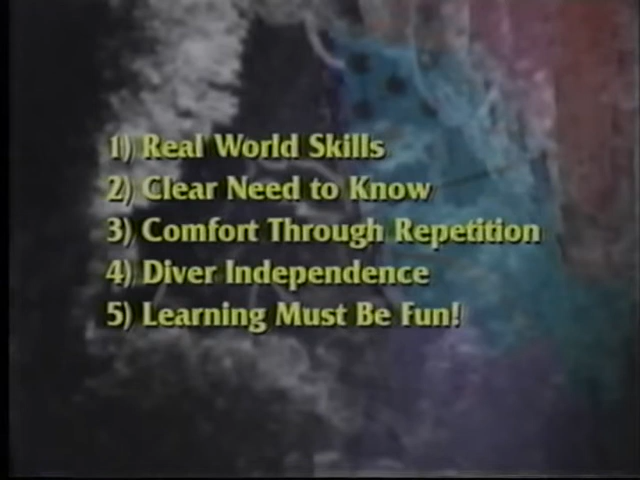 1) Real World Skills
2) Clear Need to Know
3) Comfort Through Repetition
4) Diver Independence
5) Learning Must Be Fun!